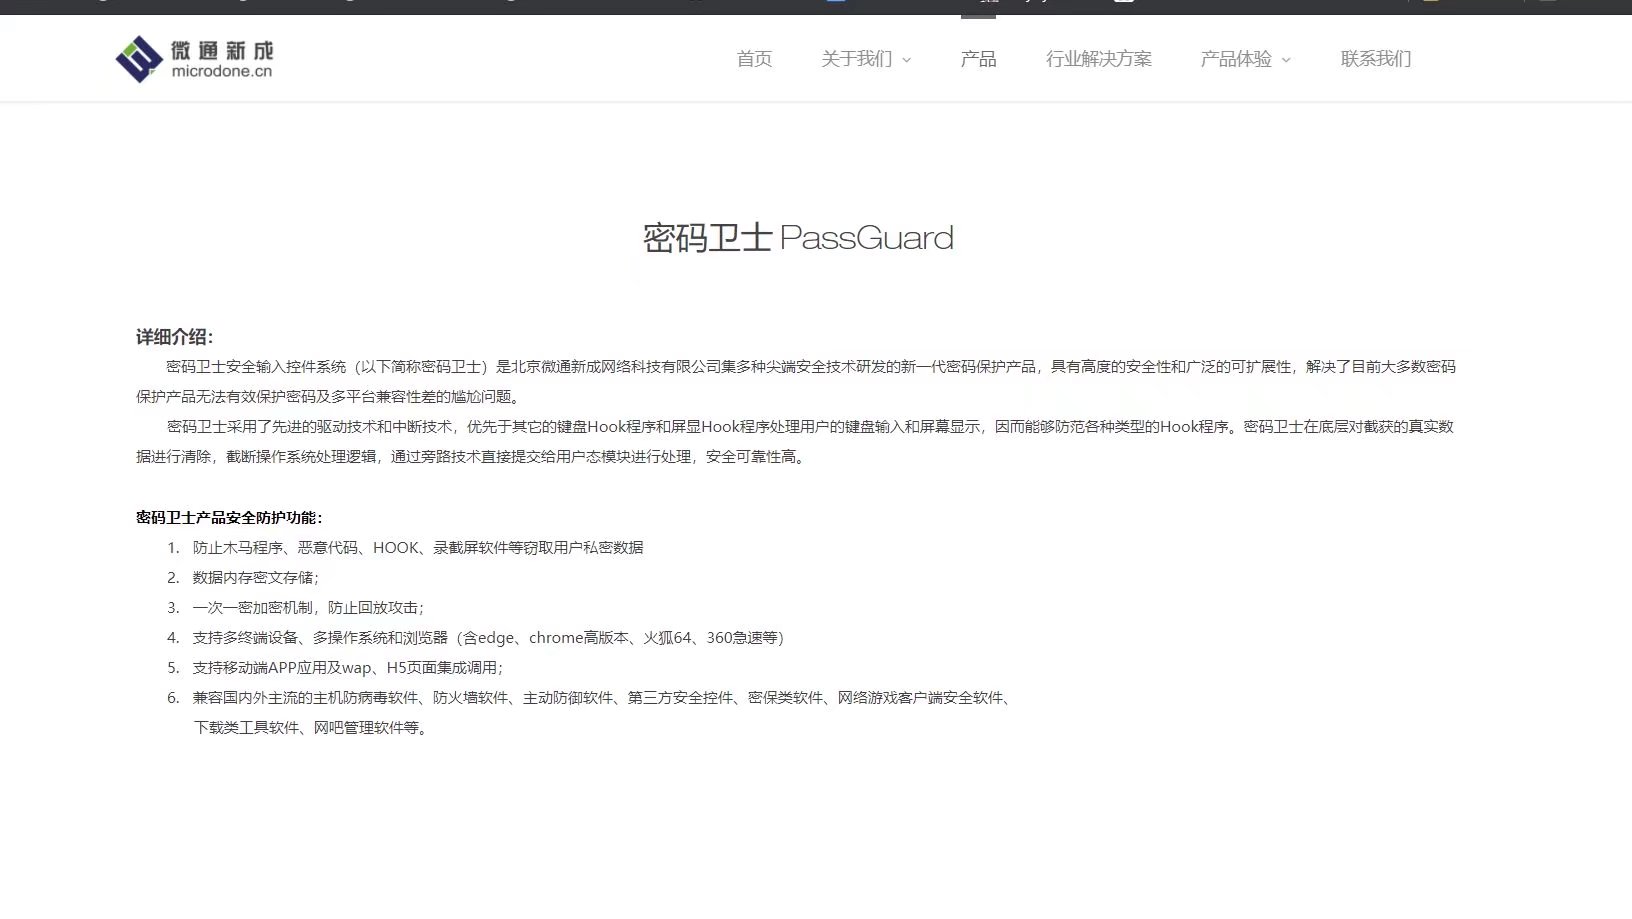 微通新成
microdone.cn
首页 关于我们 产品 行业解决方案 产品体验 联系我们
密码卫士 PassGuard
详细介绍：
密码卫士安全输入控件系统（以下简称密码卫士）是北京微通新成网络科技有限公司集多种尖端安全技术研发的新一代密码保护产品，具有高度的安全性和广泛的可扩展性，解决了目前大多数密码
保护产品无法有效保护密码及多平台兼容性差的尴尬问题。
密码卫士采用了先进的驱动技术和中断技术，优先于其它的键盘Hook程序和屏显Hook程序处理用户的键盘输入和屏幕显示，因而能够防范各种类型的Hook程序。密码卫士在底层对截获的真实数
据进行清除，截断操作系统处理逻辑，通过旁路技术直接提交给用户态模块进行处理，安全可靠性高。
密码卫士产品安全防护功能：
1. 防止木马程序、恶意代码、HOOK、录截屏软件等窃取用户私密数据
2. 数据内存密文存储；
3. 一次一密加密机制，防止回放攻击；
4. 支持多终端设备、多操作系统和浏览器（含edge、chrome高版本、火狐64、360急速等）
5. 支持移动端APP应用及wap、H5页面集成调用；
6. 兼容国内外主流的主机防病毒软件、防火墙软件、主动防御软件、第三方安全控件、密保类软件、网络游戏客户端安全软件、
下载类工具软件、网吧管理软件等。